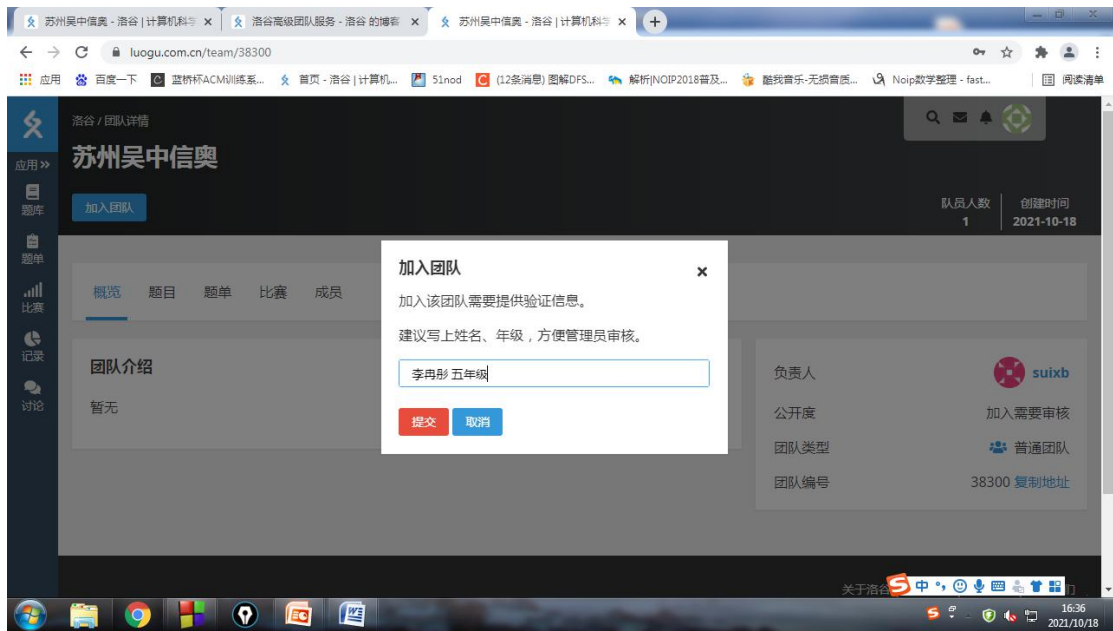 苏州吴中信奥 - 洛谷 | 计算机科学
洛谷高级团队服务 - 洛谷 的博客
苏州吴中信奥 - 洛谷 | 计算机科学
luogu.com.cn/team/38300
应用
百度一下
蓝桥杯ACM训练系...
首页 - 洛谷 | 计算机...
51nod
(12条消息) 图解DFS...
解析|NOIP2018普及...
酷我音乐-无损音质...
Noip数学整理 - fast...
阅读清单
洛谷 / 团队详情
苏州吴中信奥
应用
题库
题单
比赛
记录
讨论
加入团队
队员人数
1
创建时间
2021-10-18
概览 题目 题单 比赛 成员
团队介绍
暂无
加入团队
加入该团队需要提供验证信息。
建议写上姓名、年级，方便管理员审核。
李冉彤 五年级
提交 取消
负责人 suixb
公开度 加入需要审核
团队类型 普通团队
团队编号 38300 复制地址
关于洛谷
中
16:36
2021/10/18